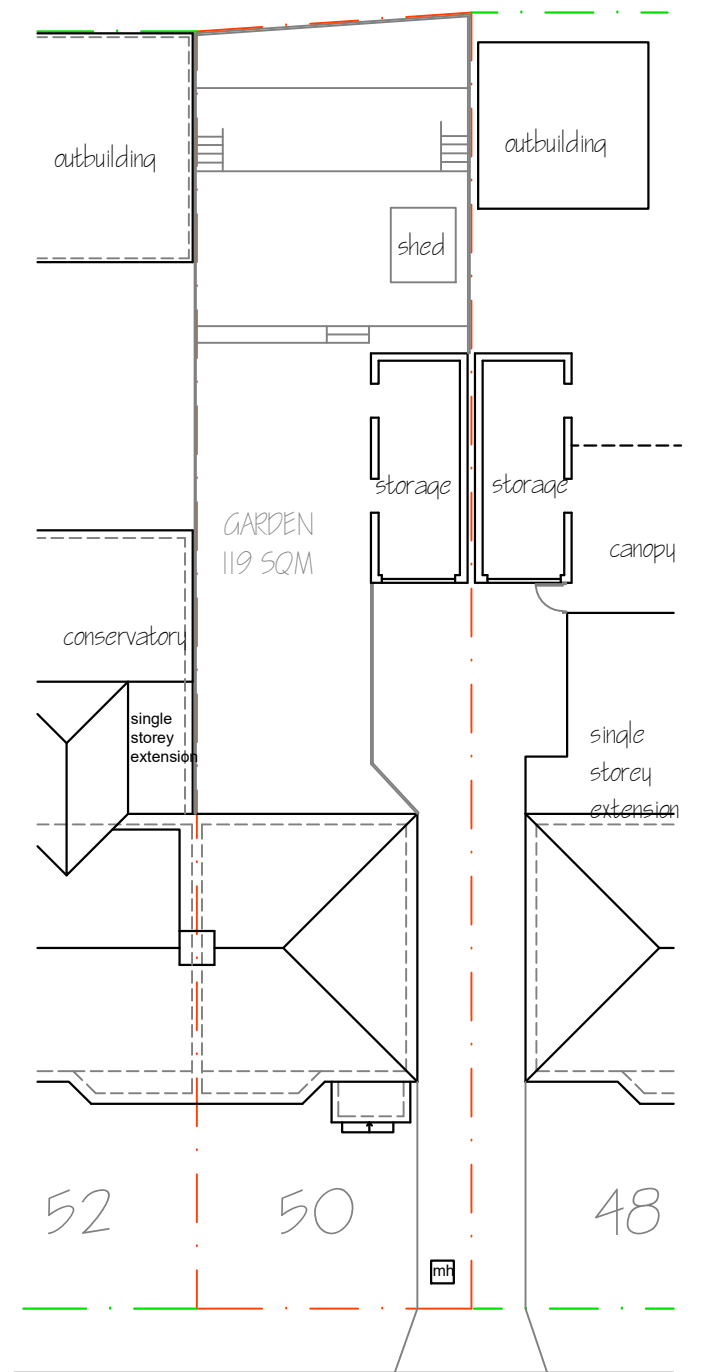 outbuilding
outbuilding
shed
storage
storage
GARDEN
119 SQM
canopy
conservatory
single
storey
extension
single
storey
extension
52
50
48
mh